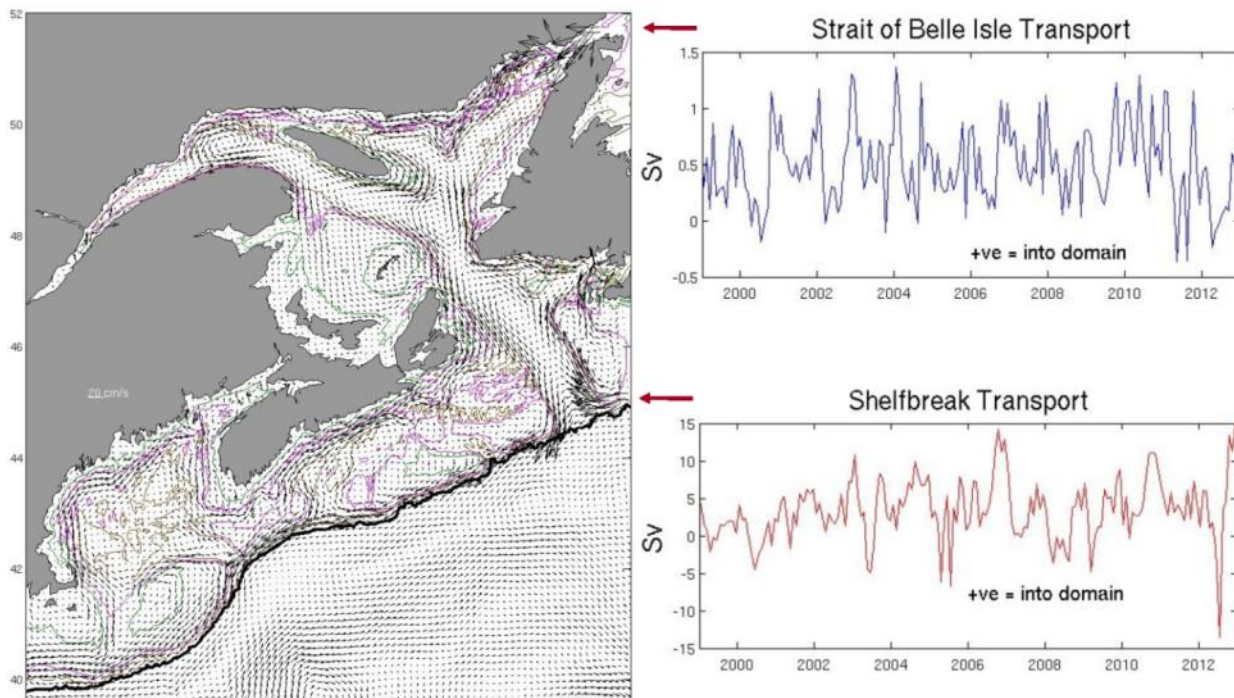 52
50
48
46
44
42
40
20 cm/s
Strait of Belle Isle Transport
1.5
1
0.5
0
-0.5
Sv
+ve = into domain
2000 2002 2004 2006 2008 2010 2012
Shelfbreak Transport
15
10
5
0
-5
-10
-15
Sv
+ve = into domain
2000 2002 2004 2006 2008 2010 2012